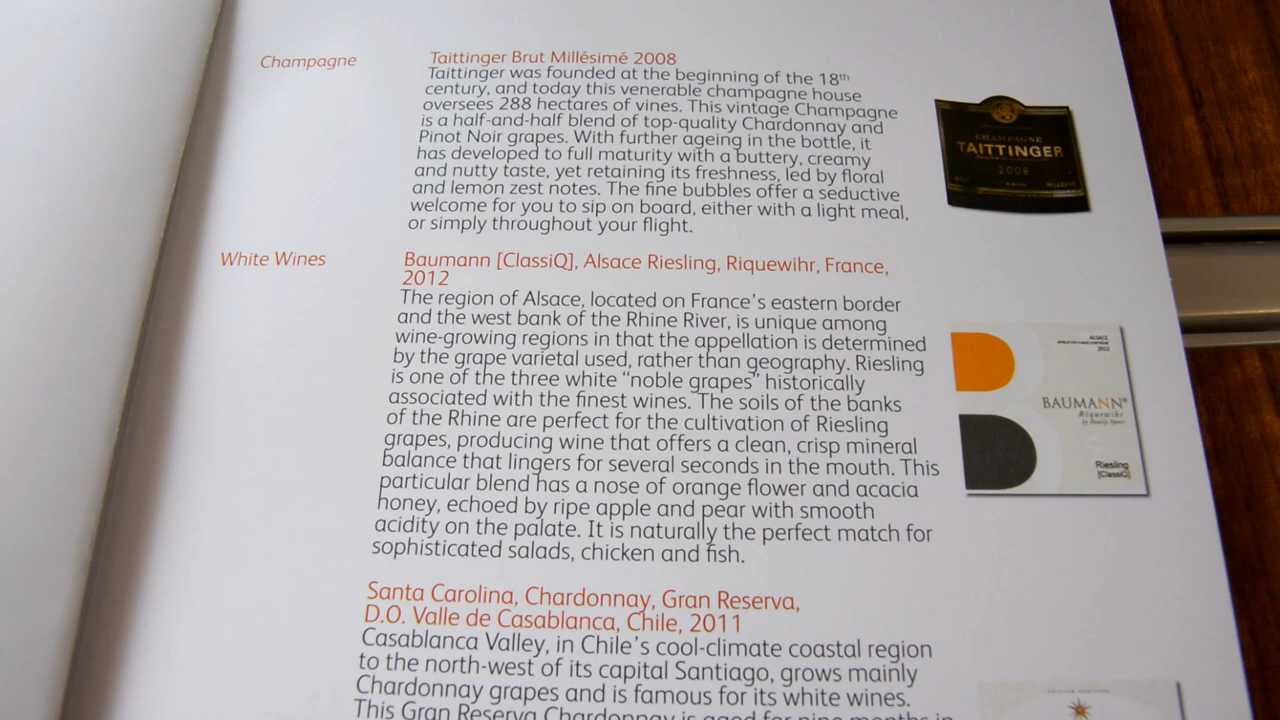 Champagne
Taittinger Brut Millésimé 2008
Taittinger was founded at the beginning of the 18th
century, and today this venerable champagne house
oversees 288 hectares of vines. This vintage Champagne
is a half-and-half blend of top-quality Chardonnay and
Pinot Noir grapes. With further ageing in the bottle, it
has developed to full maturity with a buttery, creamy
and nutty taste, yet retaining its freshness, led by floral
and lemon zest notes. The fine bubbles offer a seductive
welcome for you to sip on board, either with a light meal,
or simply throughout your flight.
CHAMPAGNE
TAITTINGER
2008
White Wines
Baumann [ClassiQ], Alsace Riesling, Riquewihr, France,
2012
The region of Alsace, located on France's eastern border
and the west bank of the Rhine River, is unique among
wine-growing regions in that the appellation is determined
by the grape varietal used, rather than geography. Riesling
is one of the three white "noble grapes" historically
associated with the finest wines. The soils of the banks
of the Rhine are perfect for the cultivation of Riesling
grapes, producing wine that offers a clean, crisp mineral
balance that lingers for several seconds in the mouth. This
particular blend has a nose of orange flower and acacia
honey, echoed by ripe apple and pear with smooth
acidity on the palate. It is naturally the perfect match for
sophisticated salads, chicken and fish.
ALSACE
2012
BAUMANN
Riquewihr
Riesling
[ClassiQ]
Santa Carolina, Chardonnay, Gran Reserva,
D.O. Valle de Casablanca, Chile, 2011
Casablanca Valley, in Chile's cool-climate coastal region
to the north-west of its capital Santiago, grows mainly
Chardonnay grapes and is famous for its white wines.
This Gran Reserva Chardonnay is aged for nine months in